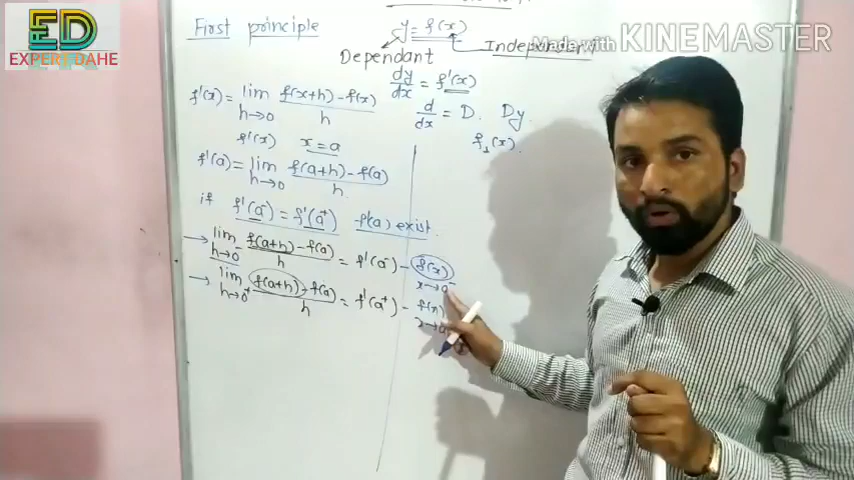 ED
EXPERT DAHE
Made with KINEMASTER
First principle
y = f(x)
Dependant
dy/dx = f'(x)
d/dx = D. Dy
f₁(x).
f'(x) = lim h→0 f(x+h) - f(x) / h
f'(x) x = a
f'(a) = lim h→0 f(a+h) - f(a) / h
if f'(a⁻) = f'(a⁺) f'(a) exist
→ lim h→0⁻ f(a+h) - f(a) / h = f'(a⁻) - f(x) x→a⁻
→ lim h→0⁺ f(a+h) - f(a) / h = f'(a⁺) - f(x)